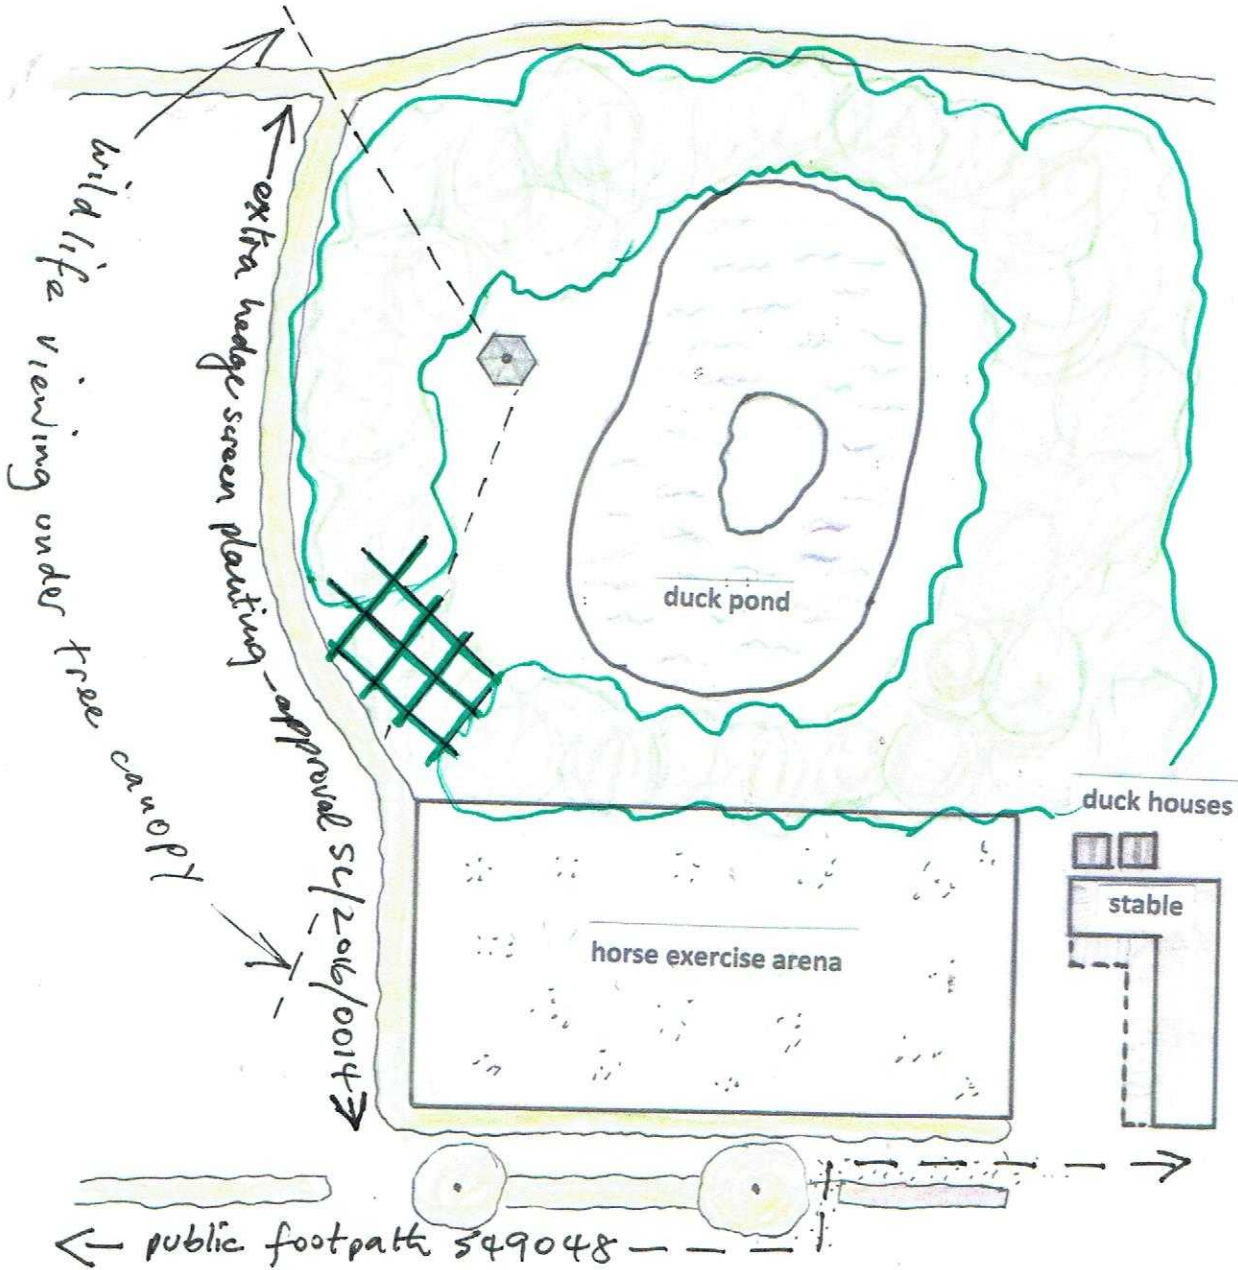 wildlife viewing under tree canopy
extra hedge screen planting - approval SL/2016/0014
duck pond
duck houses
stable
horse exercise arena
public footpath 549048